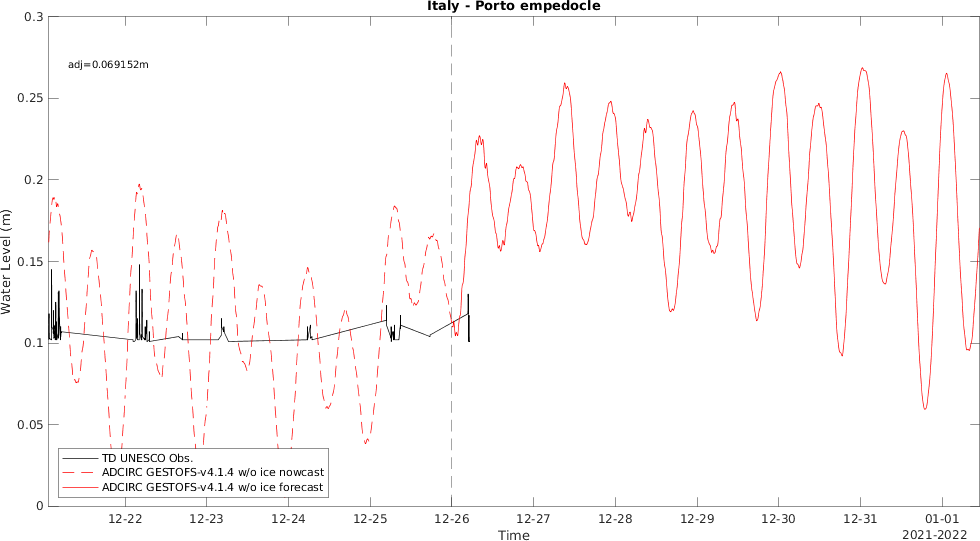 Italy - Porto empedocle
0.3
adj=0.069152m
0.25
0.2
0.15
0.1
0.05
0
Water Level (m)
TD UNESCO Obs.
ADCIRC GESTOFS-v4.1.4 w/o ice nowcast
ADCIRC GESTOFS-v4.1.4 w/o ice forecast
12-22 12-23 12-24 12-25 12-26 12-27 12-28 12-29 12-30 12-31 01-01
Time
2021-2022